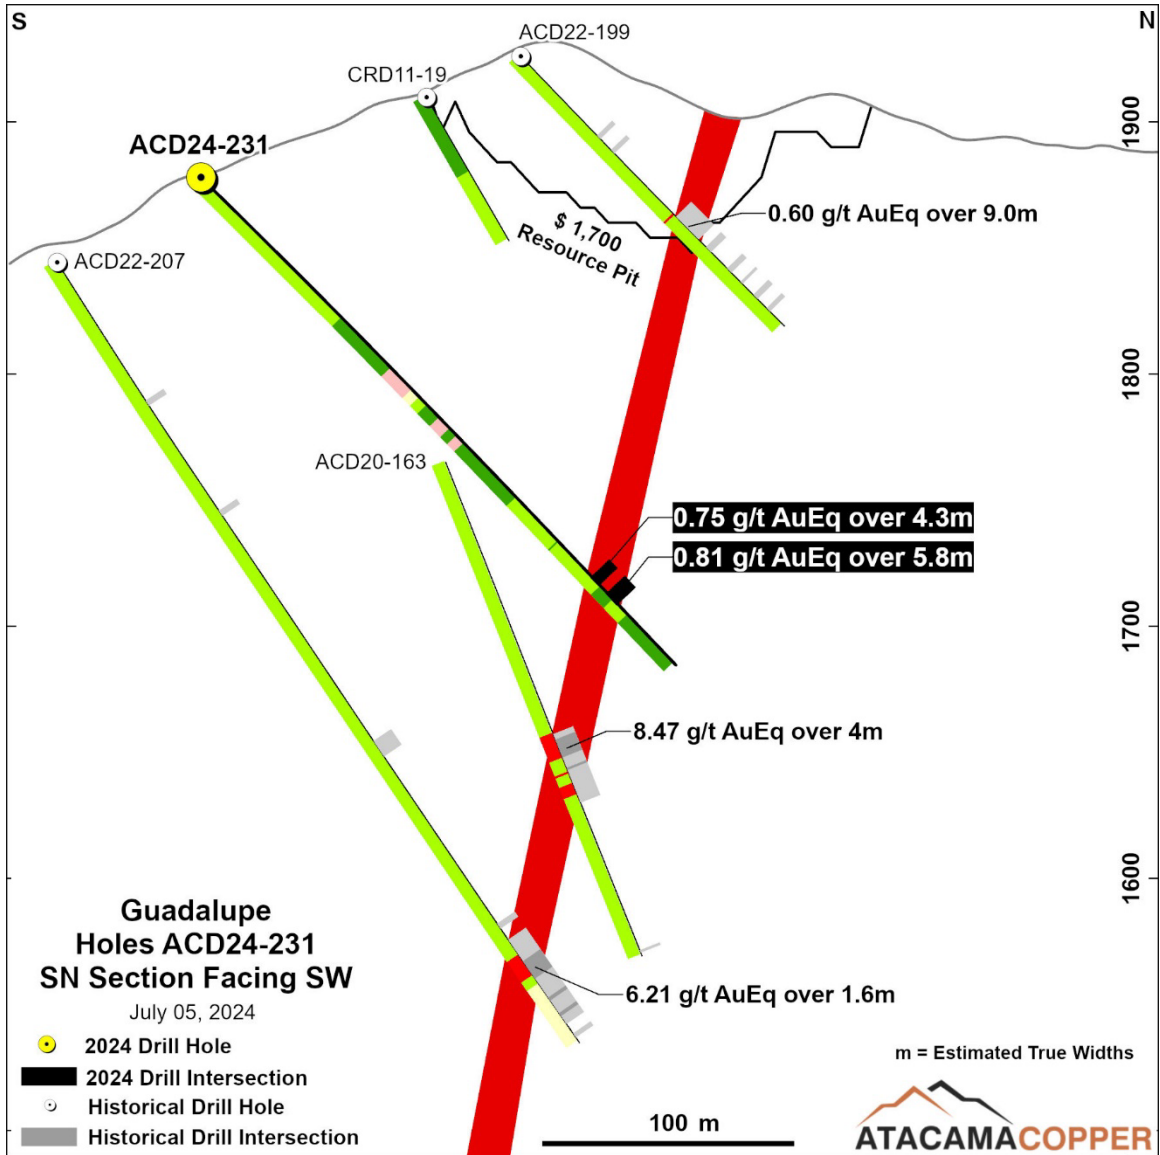 S
N
ACD22-199
CRD11-19
ACD24-231
1900
0.60 g/t AuEq over 9.0m
$ 1,700
Resource Pit
ACD22-207
1800
ACD20-163
0.75 g/t AuEq over 4.3m
0.81 g/t AuEq over 5.8m
1700
8.47 g/t AuEq over 4m
1600
Guadalupe
Holes ACD24-231
SN Section Facing SW
July 05, 2024
6.21 g/t AuEq over 1.6m
2024 Drill Hole
2024 Drill Intersection
Historical Drill Hole
Historical Drill Intersection
100 m
m = Estimated True Widths
ATACAMACOPPER